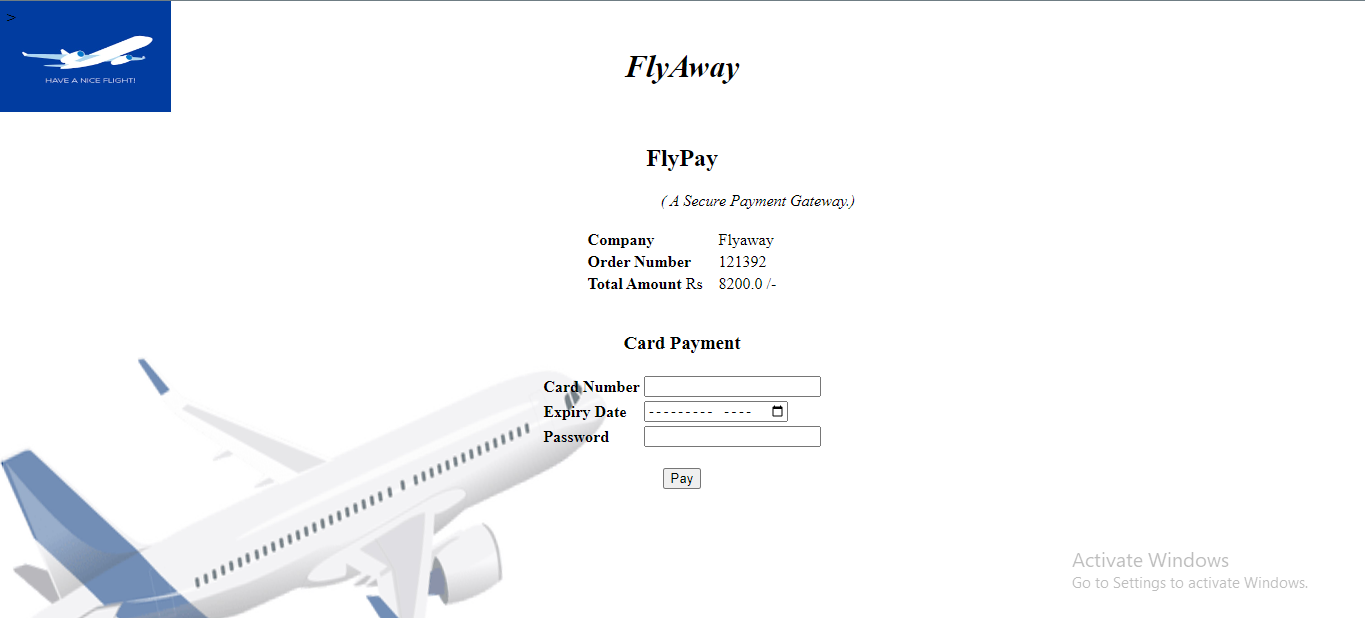 >
HAVE A NICE FLIGHT!
FlyAway
FlyPay
( A Secure Payment Gateway.)
Company Flyaway
Order Number 121392
Total Amount Rs 8200.0 /-
Card Payment
Card Number
Expiry Date --------- ----
Password
Pay
Activate Windows
Go to Settings to activate Windows.